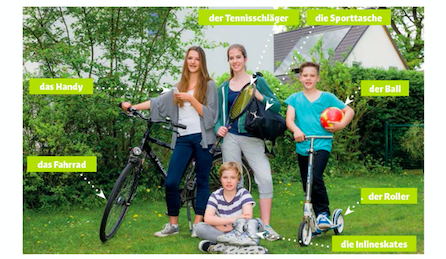 der Tennisschläger
die Sporttasche
das Handy
der Ball
das Fahrrad
der Roller
die Inlineskates